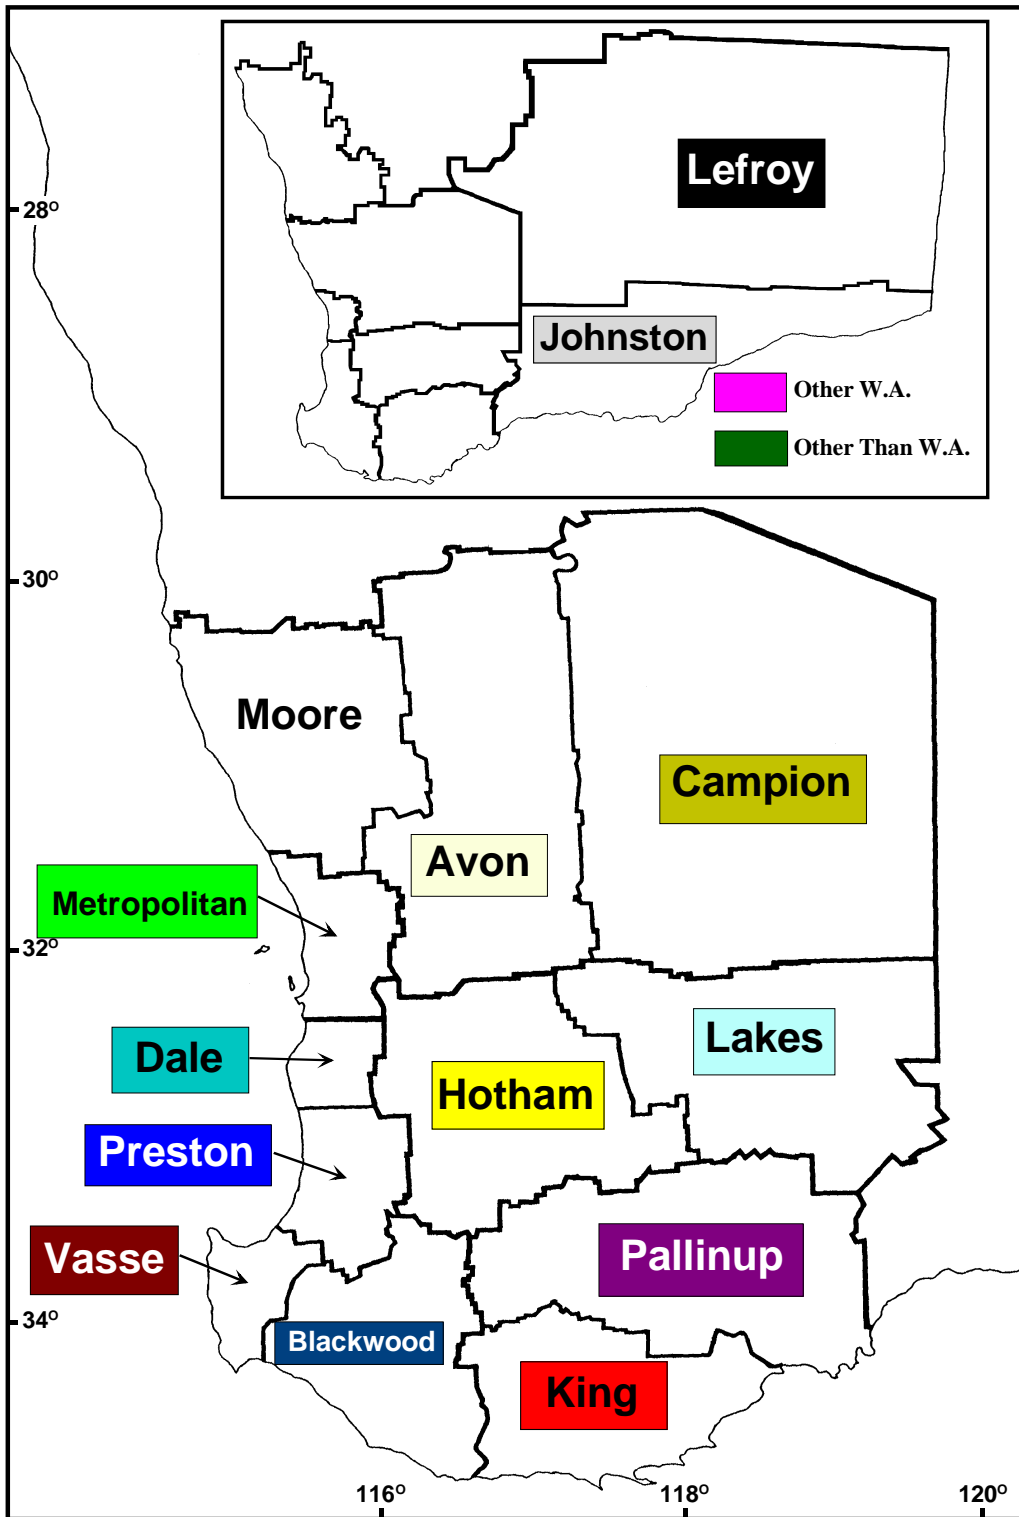 Lefroy
28°
Johnston
Other W.A.
Other Than W.A.
30°
Moore
Campion
Avon
Metropolitan
32°
Lakes
Dale
Hotham
Preston
Vasse
Pallinup
34°
Blackwood
King
116° 118° 120°